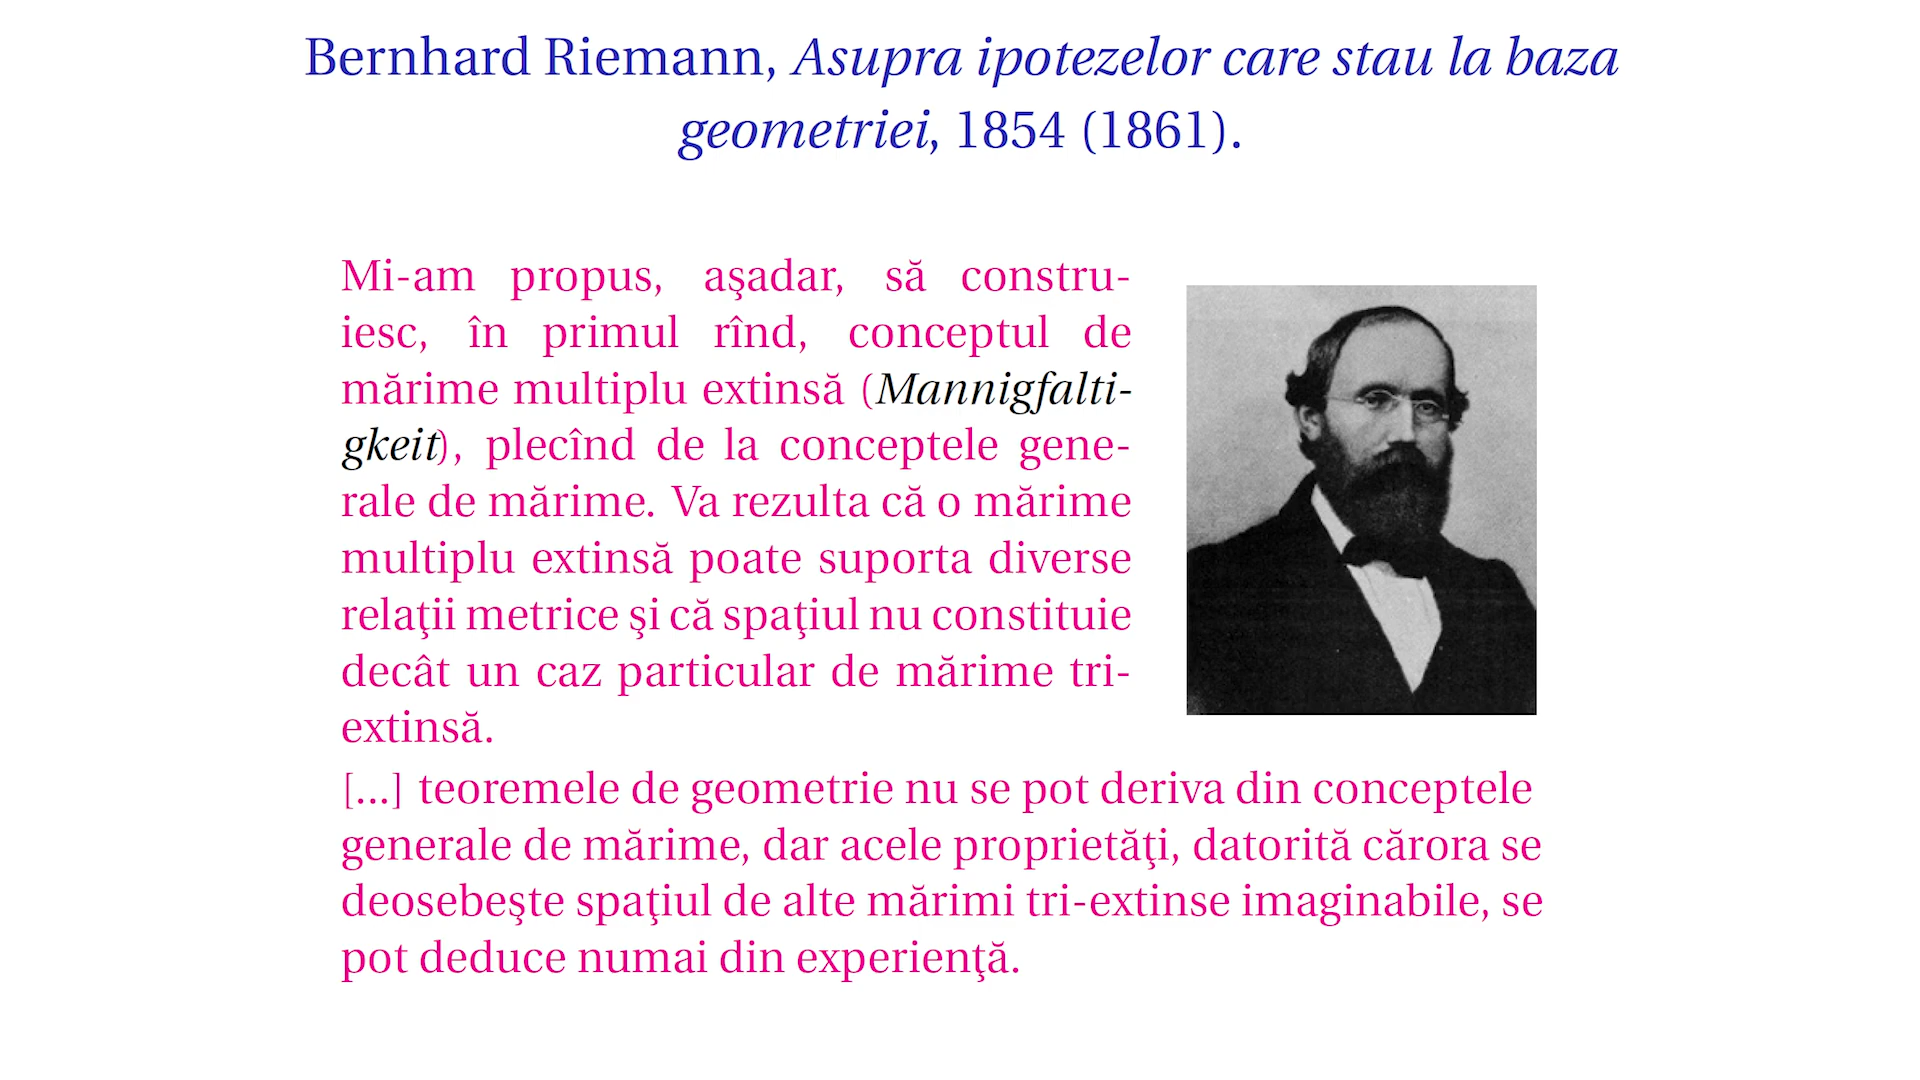 Bernhard Riemann, Asupra ipotezelor care stau la baza
geometriei, 1854 (1861).
Mi-am propus, aşadar, să constru-
iesc, în primul rînd, conceptul de
mărime multiplu extinsă (Mannigfalti-
gkeit), plecînd de la conceptele gene-
rale de mărime. Va rezulta că o mărime
multiplu extinsă poate suporta diverse
relaţii metrice şi că spaţiul nu constituie
decât un caz particular de mărime tri-
extinsă.
[...] teoremele de geometrie nu se pot deriva din conceptele
generale de mărime, dar acele proprietăţi, datorită cărora se
deosebeşte spaţiul de alte mărimi tri-extinse imaginabile, se
pot deduce numai din experienţă.